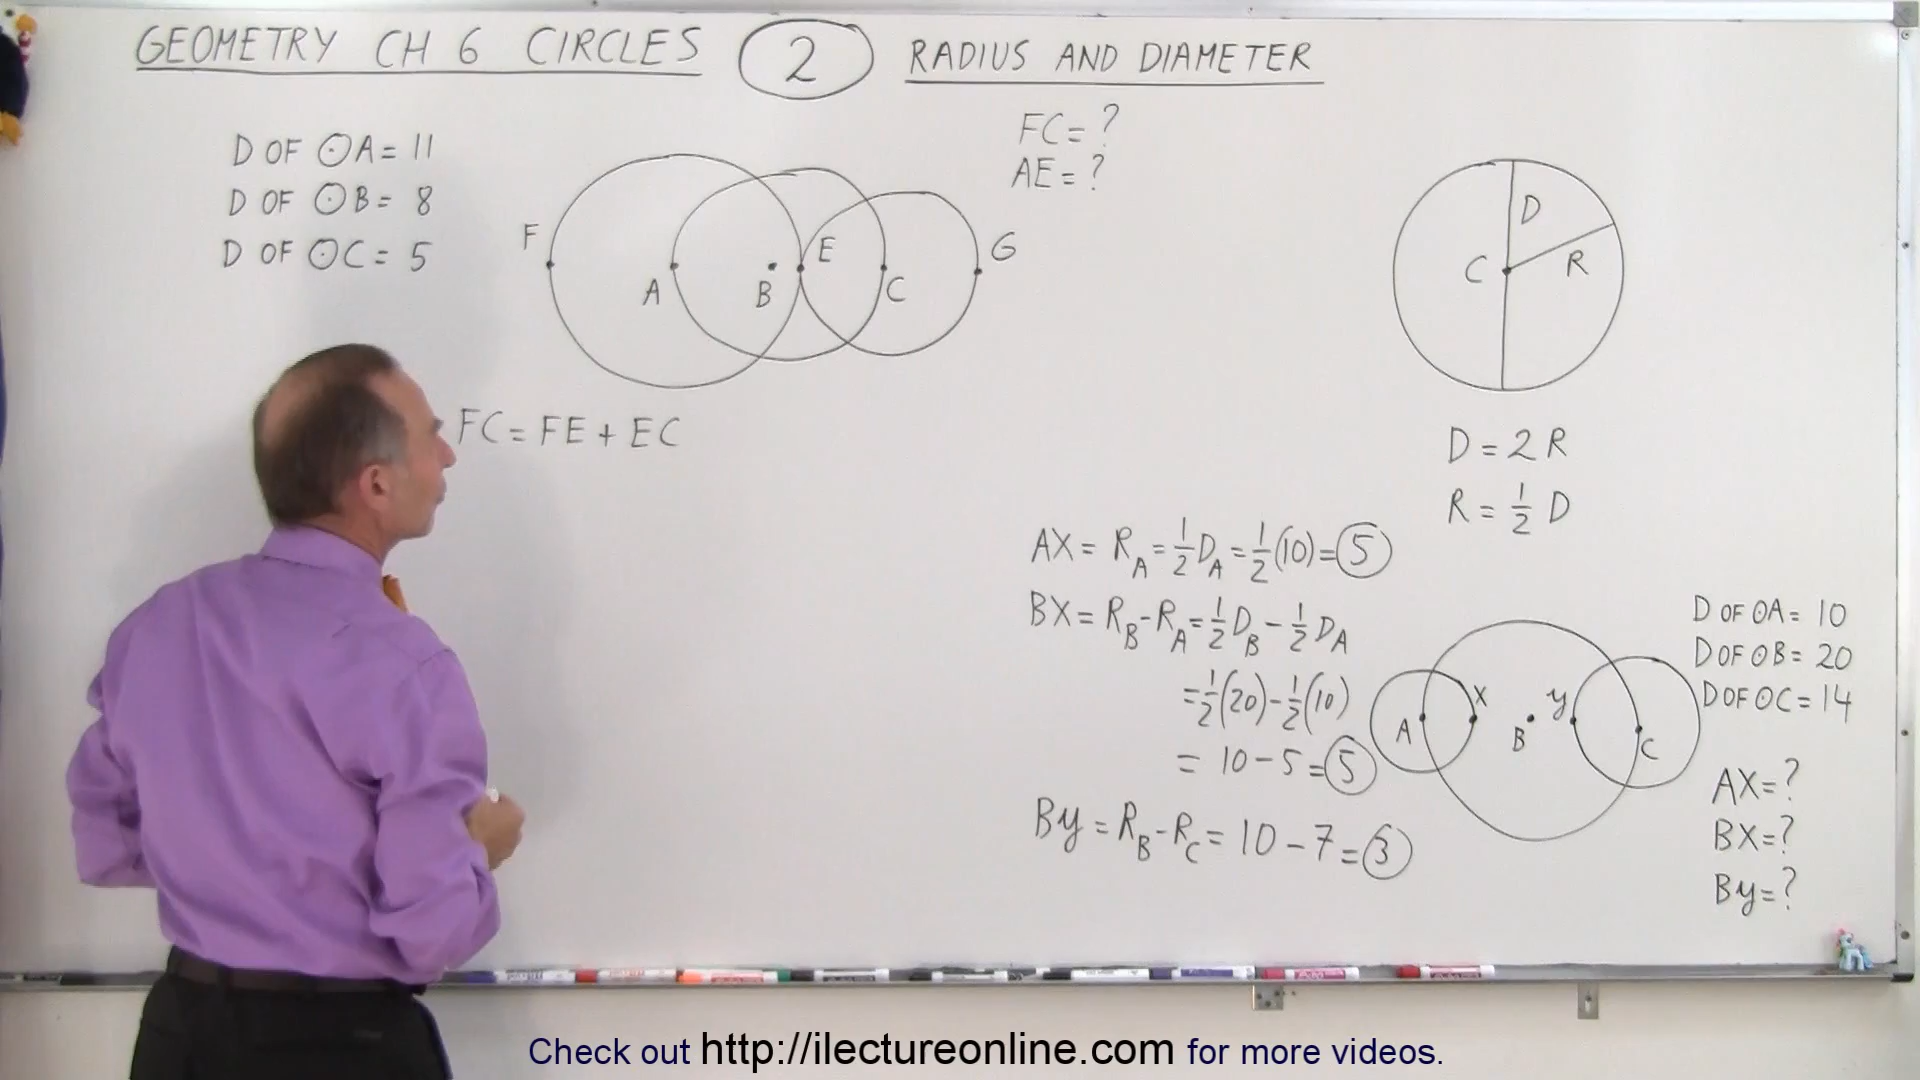 GEOMETRY CH 6 CIRCLES 2 RADIUS AND DIAMETER
D OF ⊙A = 11
D OF ⊙B = 8
D OF ⊙C = 5
FC = ?
AE = ?
F
A
B
E
C
G
FC = FE + EC
D
C
R
D = 2R
R = 1/2 D
AX = R_A = 1/2 D_A = 1/2 (10) = 5
BX = R_B - R_A = 1/2 D_B - 1/2 D_A
= 1/2 (20) - 1/2 (10)
= 10 - 5 = 5
By = R_B - R_C = 10 - 7 = 3
D OF ⊙A = 10
D OF ⊙B = 20
D OF ⊙C = 14
A
X
B
y
C
AX = ?
BX = ?
By = ?
Check out http://ilectureonline.com for more videos.